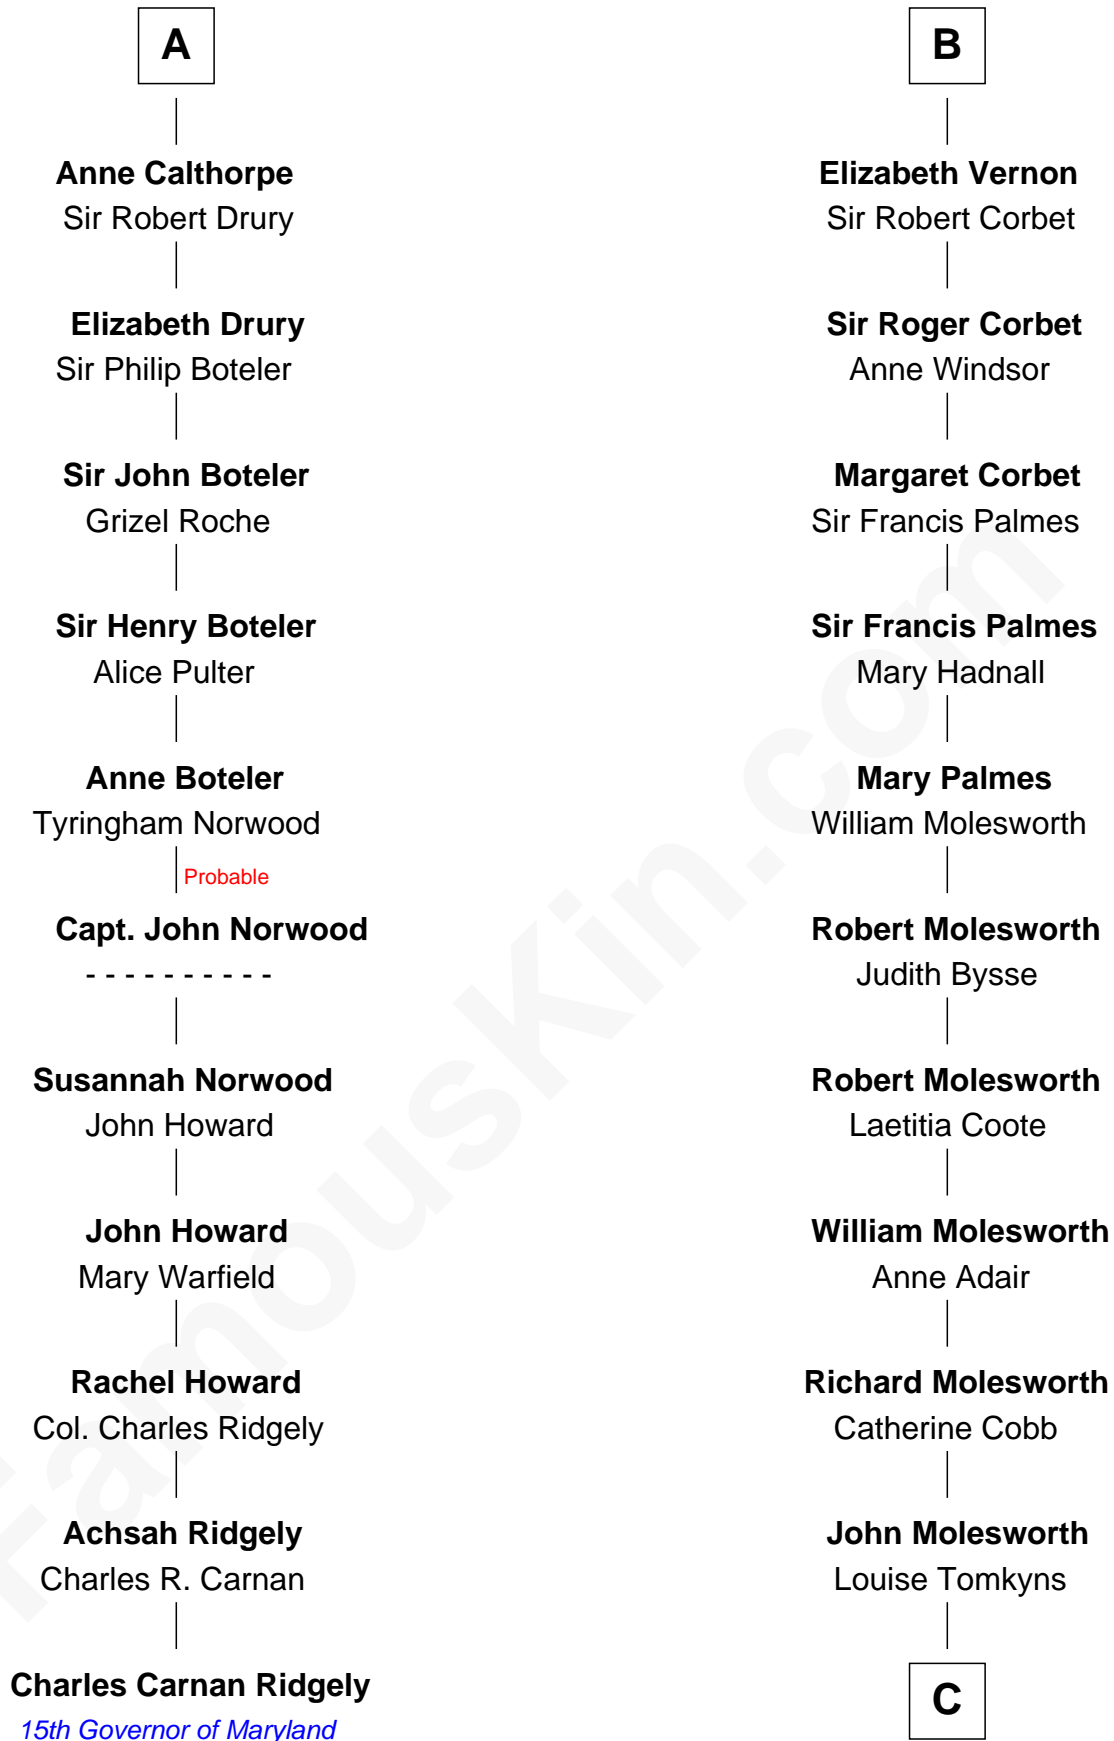 A
Anne Calthorpe
Sir Robert Drury
Elizabeth Drury
Sir Philip Boteler
Sir John Boteler
Grizel Roche
Sir Henry Boteler
Alice Pulter
Anne Boteler
Tyringham Norwood
Probable
Capt. John Norwood
- - - - - - - - - -
Susannah Norwood
John Howard
John Howard
Mary Warfield
Rachel Howard
Col. Charles Ridgely
Achsah Ridgely
Charles R. Carnan
Charles Carnan Ridgely
15th Governor of Maryland
B
Elizabeth Vernon
Sir Robert Corbet
Sir Roger Corbet
Anne Windsor
Margaret Corbet
Sir Francis Palmes
Sir Francis Palmes
Mary Hadnall
Mary Palmes
William Molesworth
Robert Molesworth
Judith Bysse
Robert Molesworth
Laetitia Coote
William Molesworth
Anne Adair
Richard Molesworth
Catherine Cobb
John Molesworth
Louise Tomkyns
C
FamousKin.com